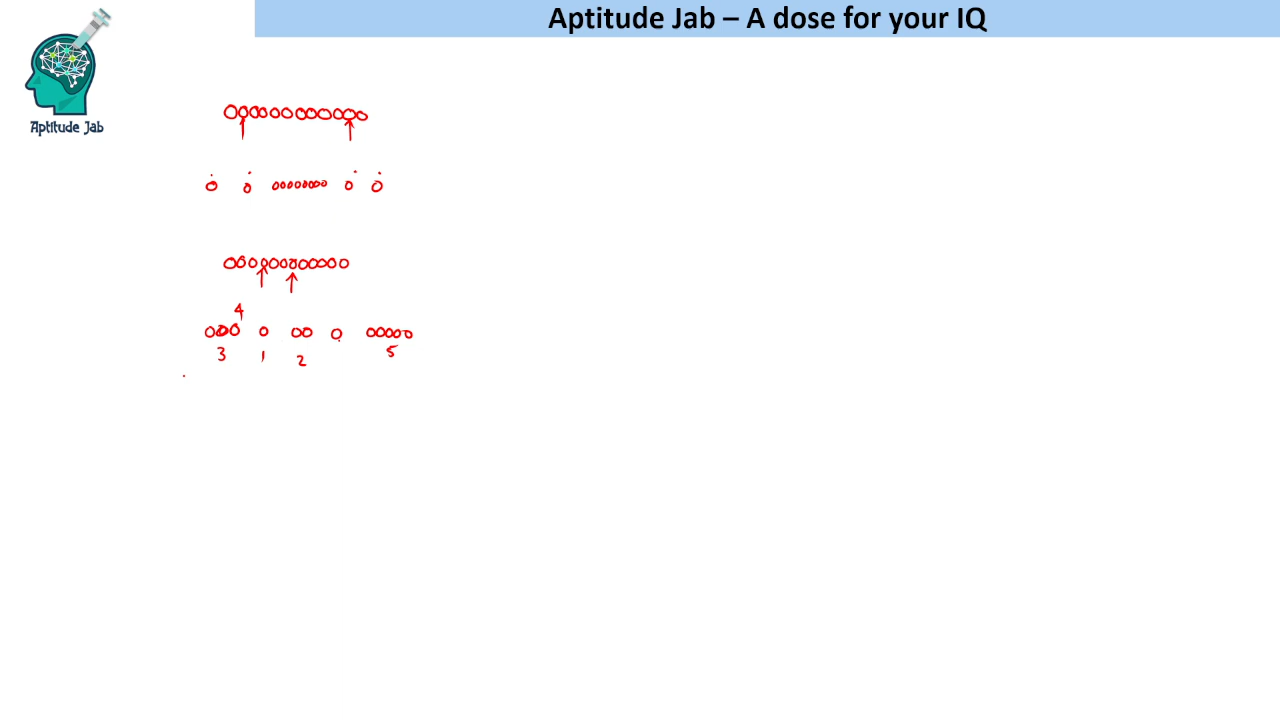 Aptitude Jab – A dose for your IQ
Aptitude Jab
4
3 1 2 5